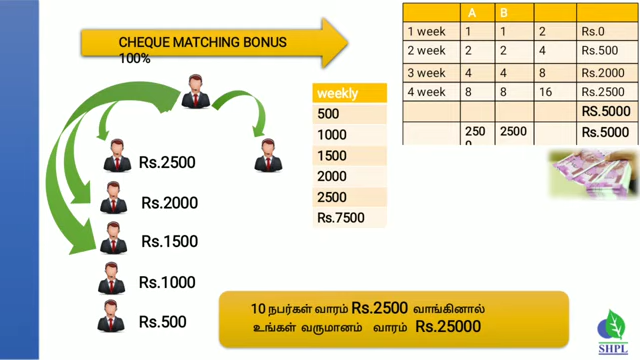 CHEQUE MATCHING BONUS
100%
A B
1 week 1 1 2 Rs.0
2 week 2 2 4 Rs.500
3 week 4 4 8 Rs.2000
4 week 8 8 16 Rs.2500
RS.5000
250 2500 Rs.5000
weekly
500
1000
1500
2000
2500
Rs.7500
Rs.2500
Rs.2000
Rs.1500
Rs.1000
Rs.500
10 நபர்கள் வாரம் Rs.2500 வாங்கினால்
உங்கள் வருமானம் வாரம் Rs.25000
SHPL